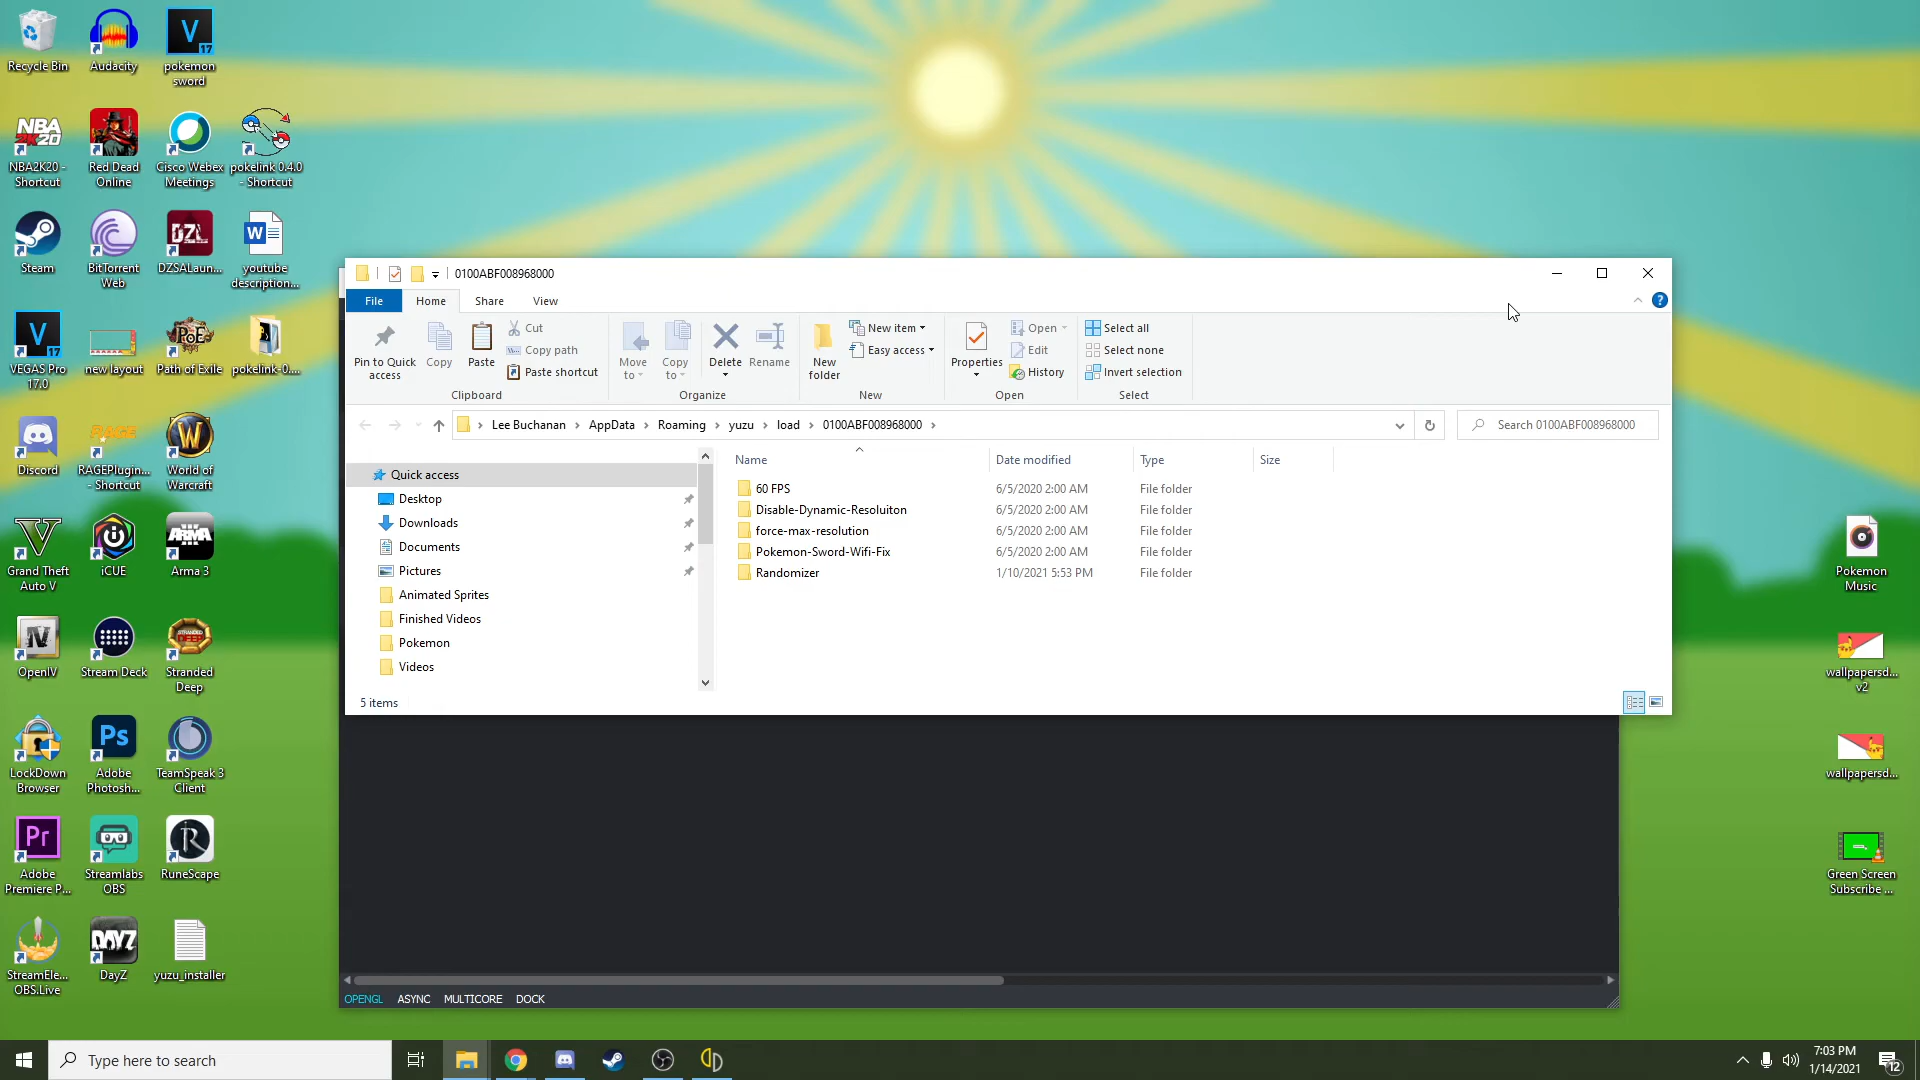 Recycle Bin
Audacity
pokemon
sword
NBA2K20 -
Shortcut
Red Dead
Online
Cisco Webex
Meetings
pokelink 0.4.0
- Shortcut
Steam
BitTorrent
Web
DZSALaun...
youtube
description...
VEGAS Pro
17.0
new layout
Path of Exile
pokelink-0....
Discord
RAGEPlugin...
- Shortcut
World of
Warcraft
Grand Theft
Auto V
iCUE
Arma 3
OpenIV
Stream Deck
Stranded
Deep
LockDown
Browser
Adobe
Photosh...
TeamSpeak 3
Client
Adobe
Premiere P...
Streamlabs
OBS
RuneScape
StreamEle...
OBS.Live
DayZ
yuzu_installer
0100ABF008968000
File Home Share View
Pin to Quick
access
Copy
Paste
Cut
Copy path
Paste shortcut
Clipboard
Move
to
Copy
to
Delete
Rename
Organize
New
folder
New item
Easy access
New
Properties
Open
Edit
History
Open
Select all
Select none
Invert selection
Select
Lee Buchanan > AppData > Roaming > yuzu > load > 0100ABF008968000 >
Search 0100ABF008968000
Quick access
Desktop
Downloads
Documents
Pictures
Animated Sprites
Finished Videos
Pokemon
Videos
Name Date modified Type Size
60 FPS 6/5/2020 2:00 AM File folder
Disable-Dynamic-Resoluiton 6/5/2020 2:00 AM File folder
force-max-resolution 6/5/2020 2:00 AM File folder
Pokemon-Sword-Wifi-Fix 6/5/2020 2:00 AM File folder
Randomizer 1/10/2021 5:53 PM File folder
5 items
OPENGL ASYNC MULTICORE DOCK
Pokemon
Music
wallpapersd...
v2
wallpapersd...
Green Screen
Subscribe ...
Type here to search
7:03 PM
1/14/2021
12